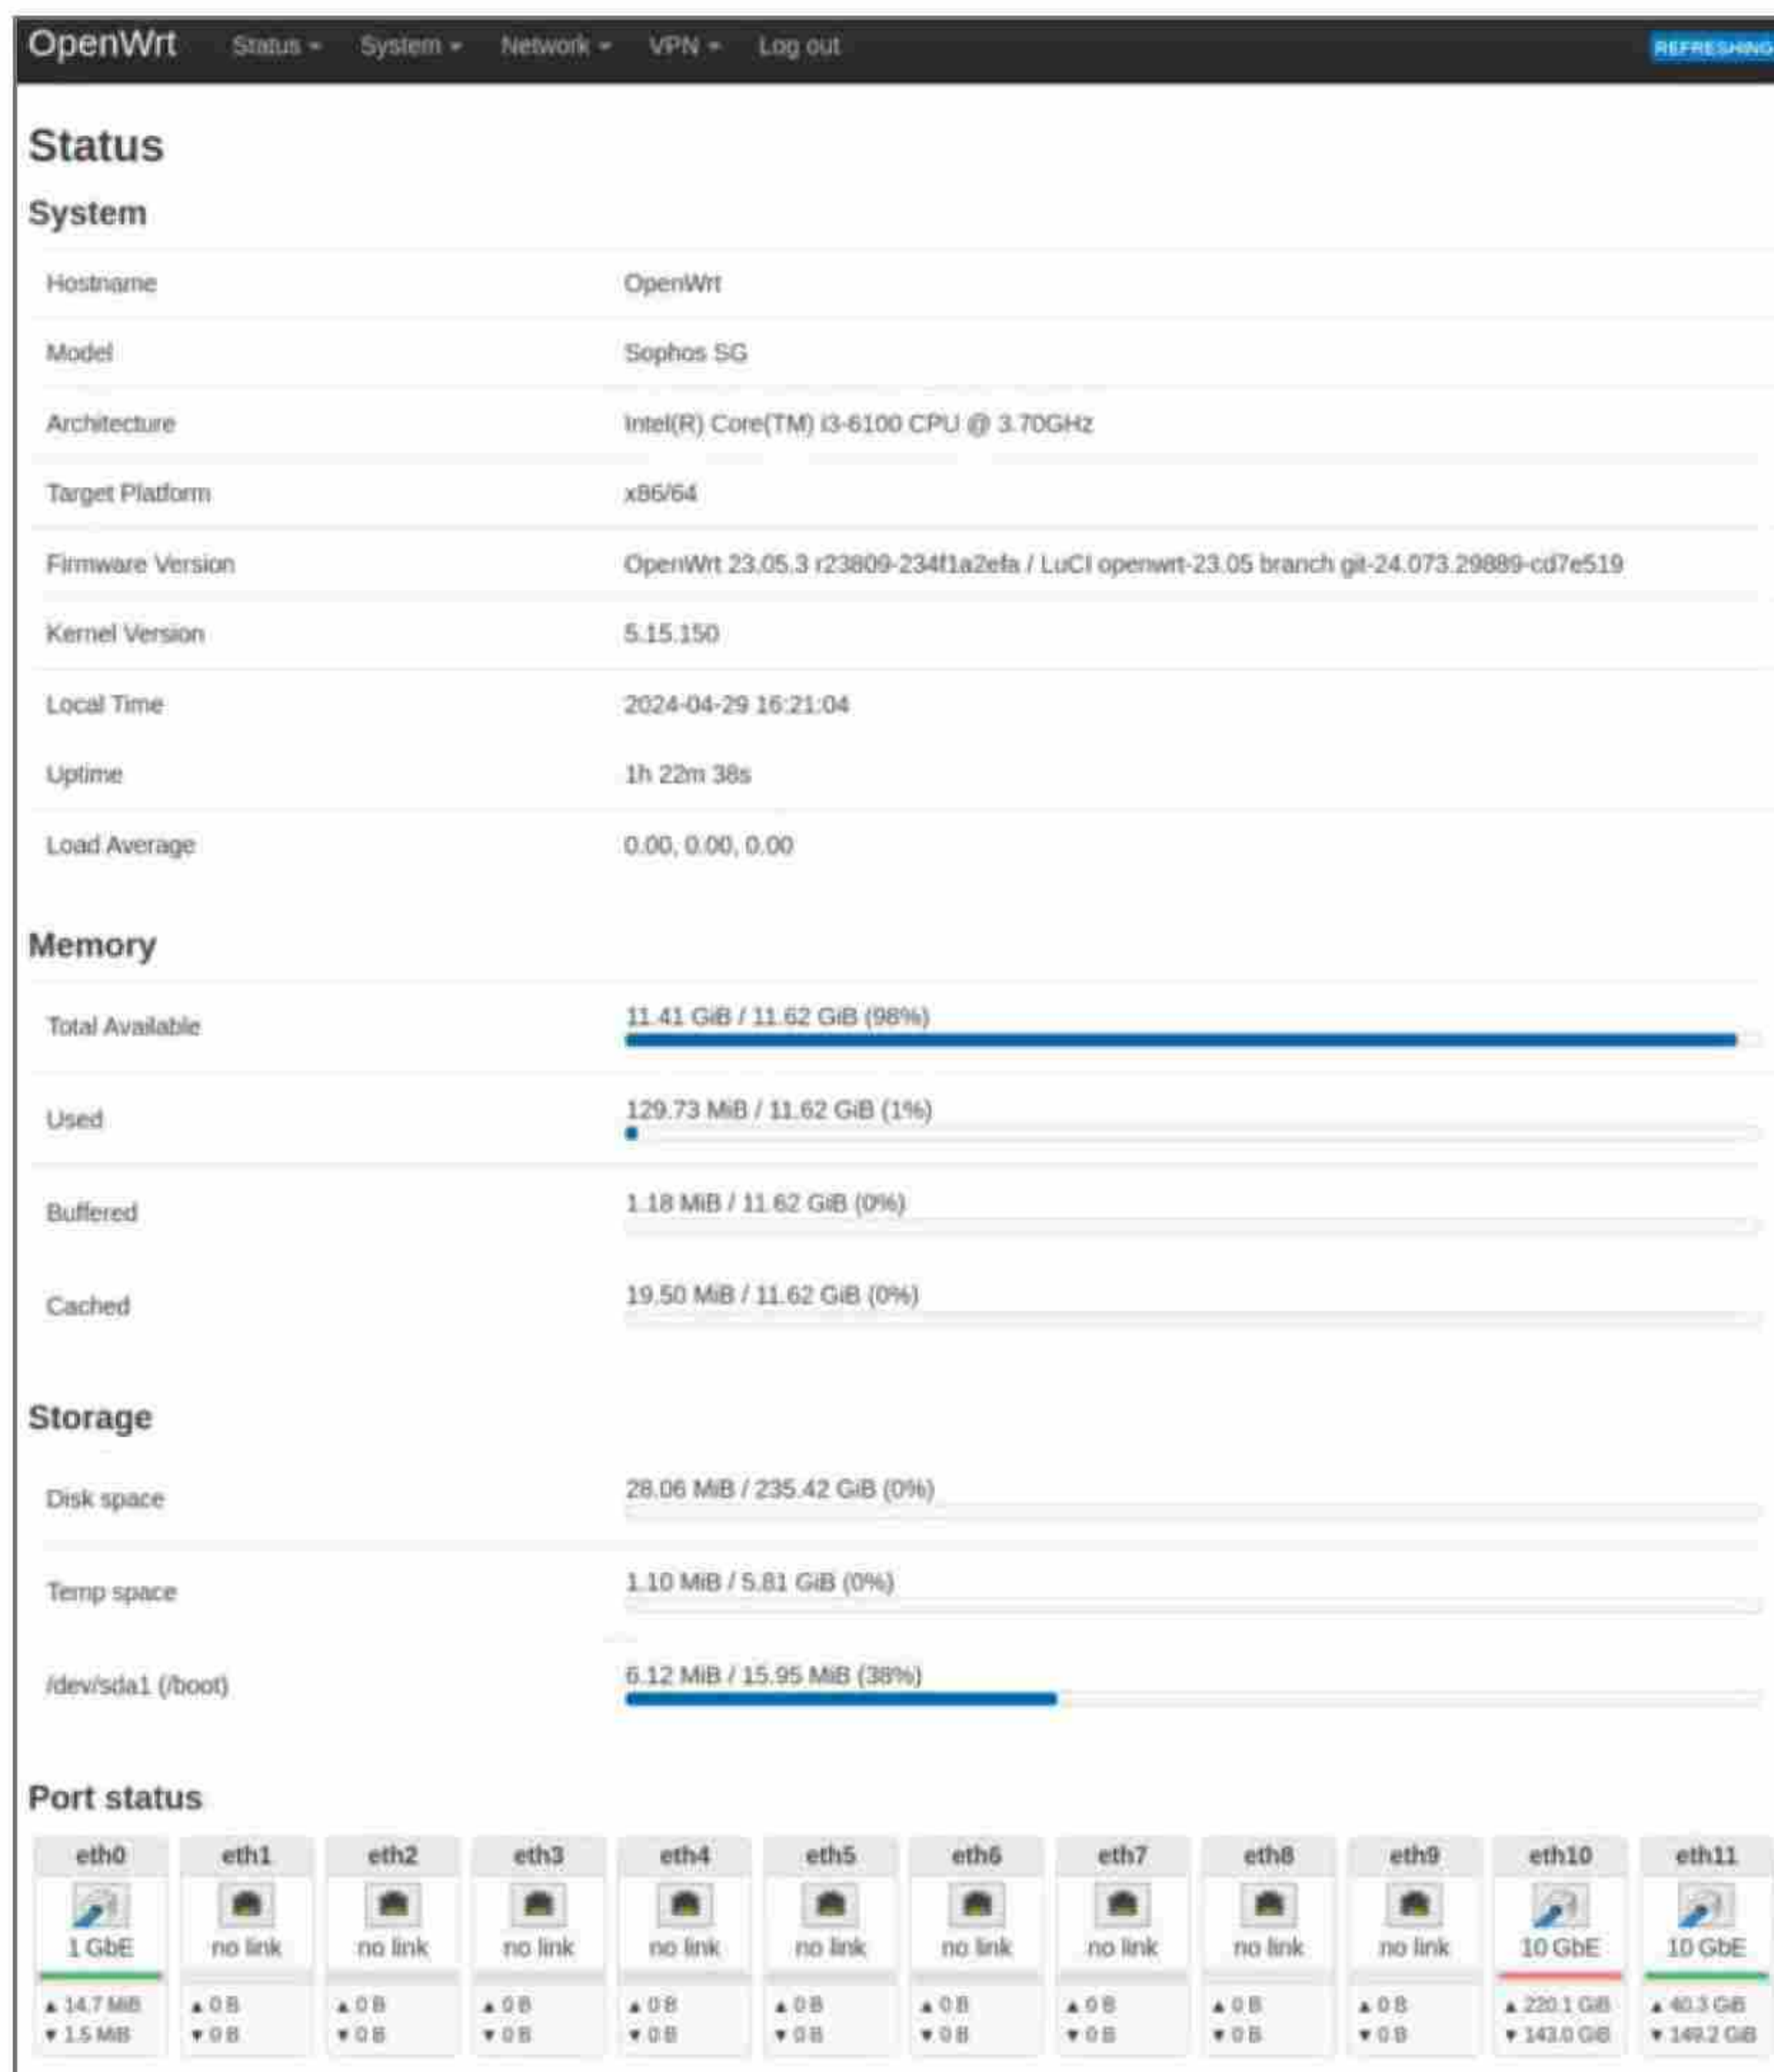 OpenWrt Status System Network VPN Log out REFRESHING
Status
System
Hostname OpenWrt
Model Sophos SG
Architecture Intel(R) Core(TM) i3-6100 CPU @ 3.70GHz
Target Platform x86/64
Firmware Version OpenWrt 23.05.3 r23809-234f1a2efa / LuCI openwrt-23.05 branch git-24.073.29889-cd7e519
Kernel Version 5.15.150
Local Time 2024-04-29 16:21:04
Uptime 1h 22m 38s
Load Average 0.00, 0.00, 0.00
Memory
Total Available 11.41 GiB / 11.62 GiB (98%)
Used 129.73 MiB / 11.62 GiB (1%)
Buffered 1.18 MiB / 11.62 GiB (0%)
Cached 19.50 MiB / 11.62 GiB (0%)
Storage
Disk space 28.06 MiB / 235.42 GiB (0%)
Temp space 1.10 MiB / 5.81 GiB (0%)
/dev/sda1 (/boot) 6.12 MiB / 15.95 MiB (38%)
Port status
eth0 eth1 eth2 eth3 eth4 eth5 eth6 eth7 eth8 eth9 eth10 eth11
1 GbE no link no link no link no link no link no link no link no link no link 10 GbE 10 GbE
▲ 14.7 MiB ▲ 0 B ▲ 0 B ▲ 0 B ▲ 0 B ▲ 0 B ▲ 0 B ▲ 0 B ▲ 0 B ▲ 0 B ▲ 220.1 GiB ▲ 40.3 GiB
▼ 1.5 MiB ▼ 0 B ▼ 0 B ▼ 0 B ▼ 0 B ▼ 0 B ▼ 0 B ▼ 0 B ▼ 0 B ▼ 0 B ▼ 143.0 GiB ▼ 149.2 GiB